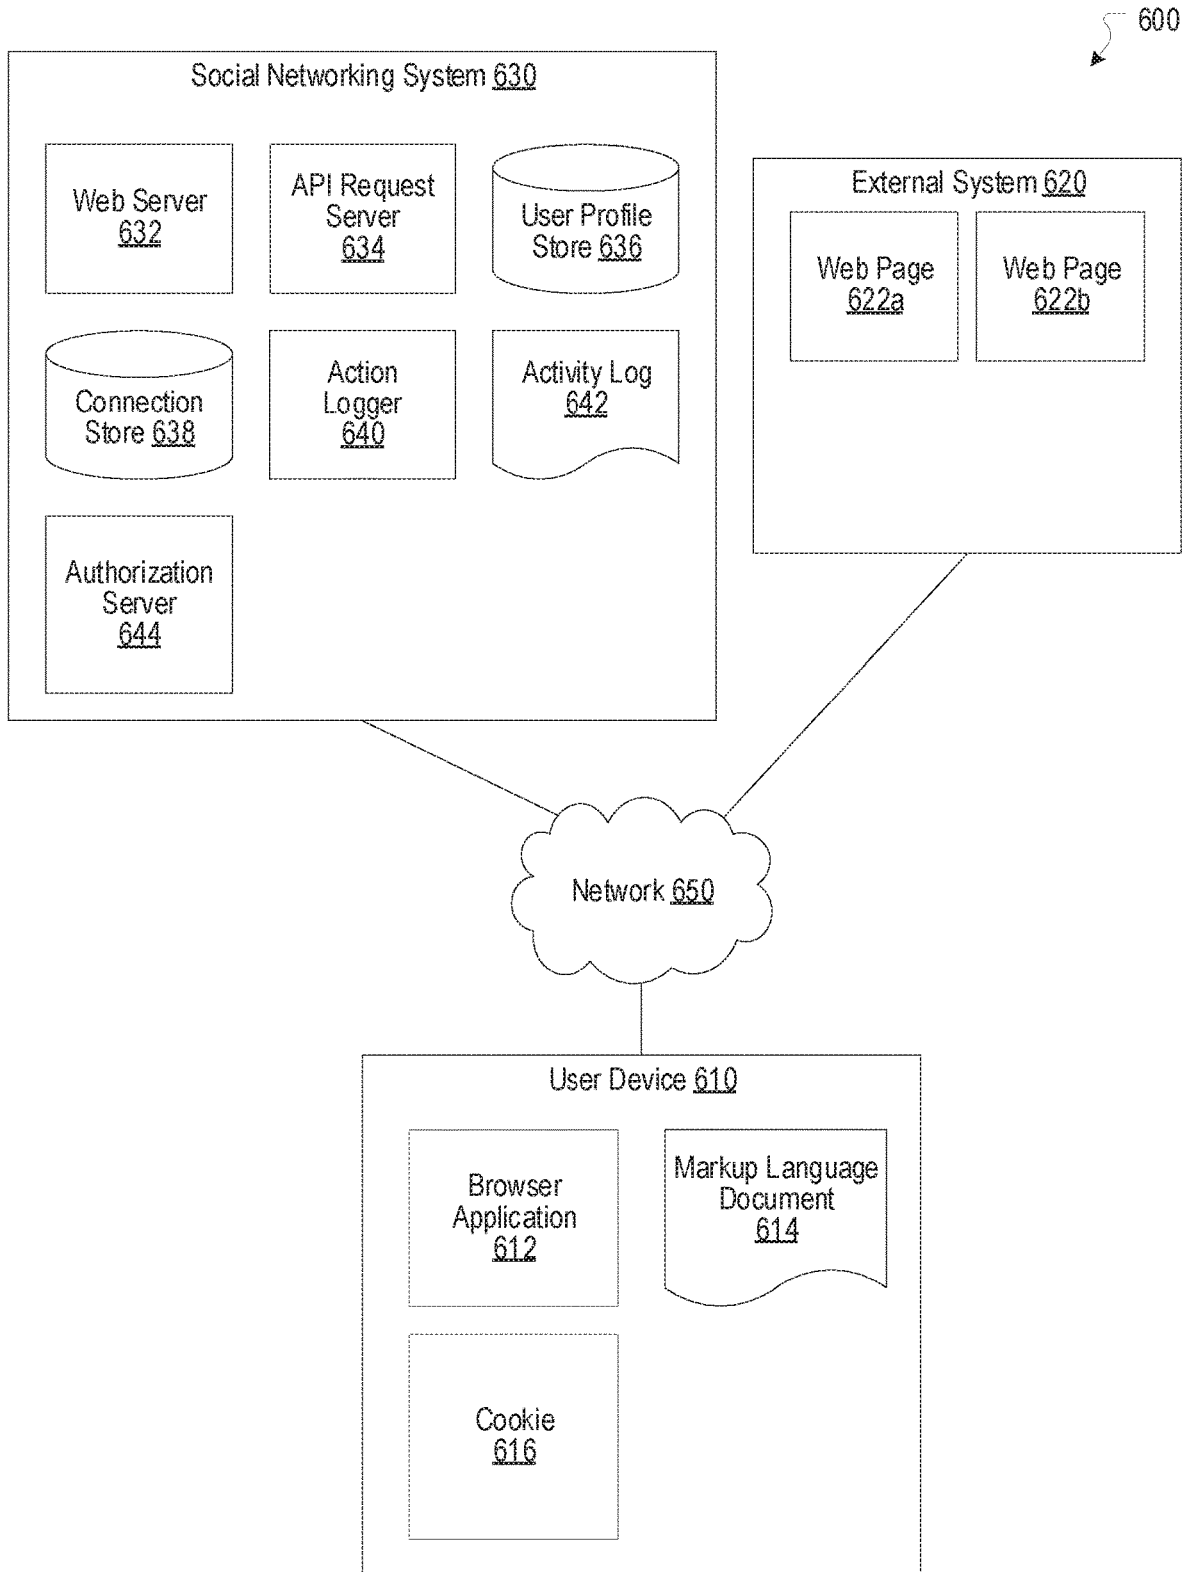 600
Social Networking System 630
Web Server
632
API Request
Server
634
User Profile
Store 636
Connection
Store 638
Action
Logger
640
Activity Log
642
Authorization
Server
644
External System 620
Web Page
622a
Web Page
622b
Network 650
User Device 610
Browser
Application
612
Markup Language
Document
614
Cookie
616